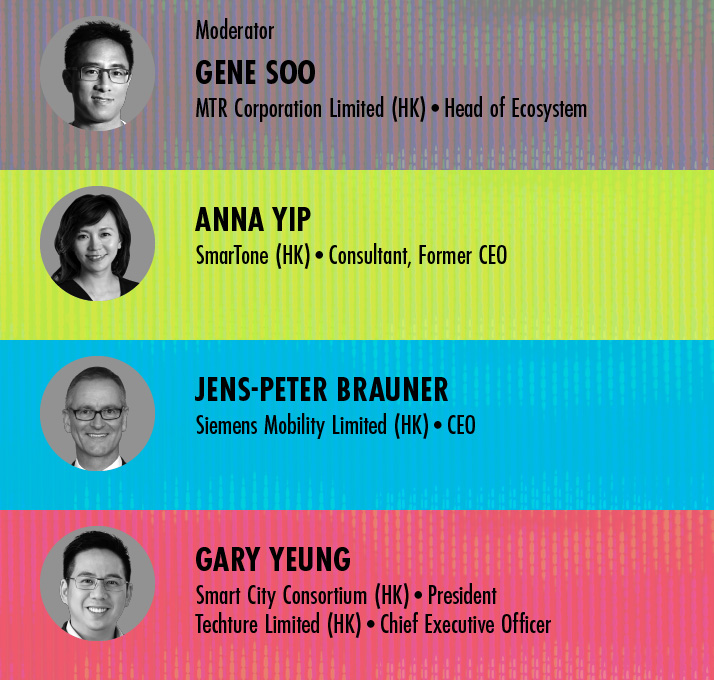 Moderator
GENE SOO
MTR Corporation Limited (HK) • Head of Ecosystem
ANNA YIP
SmarTone (HK) • Consultant, Former CEO
JENS-PETER BRAUNER
Siemens Mobility Limited (HK) • CEO
GARY YEUNG
Smart City Consortium (HK) • President
Techture Limited (HK) • Chief Executive Officer